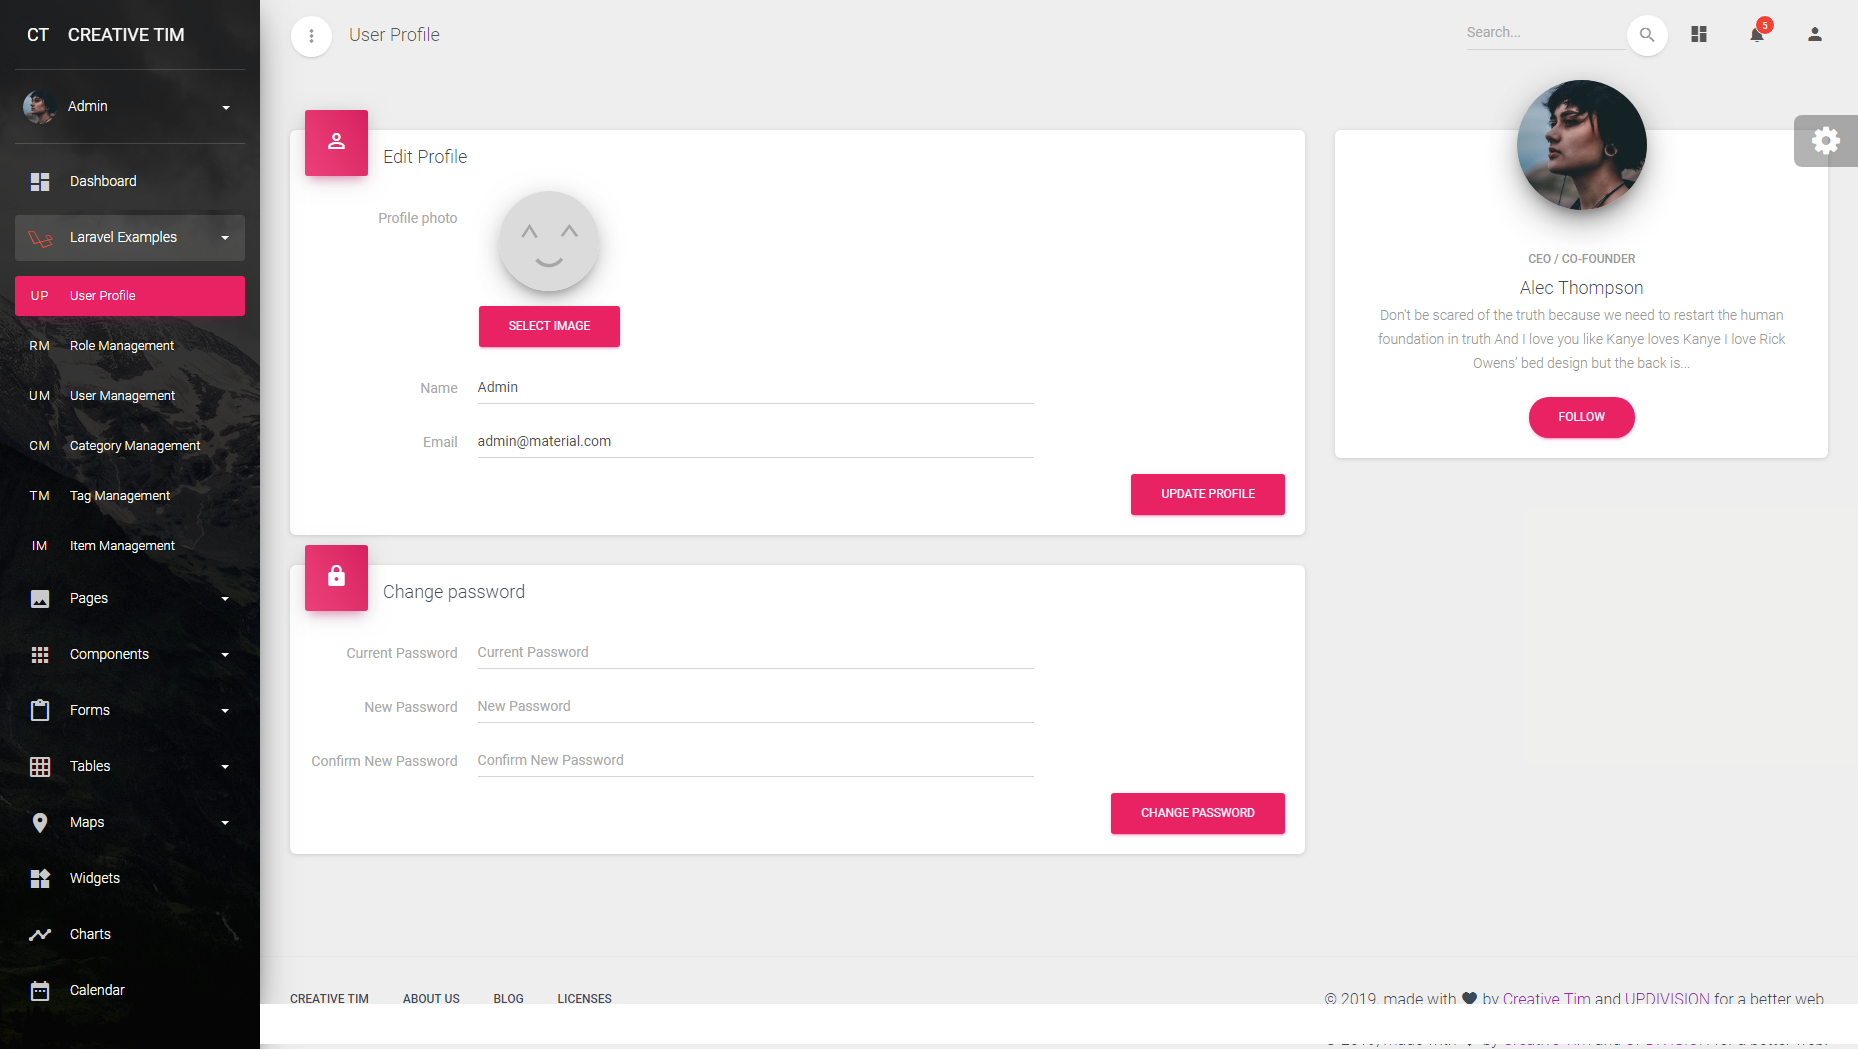 CT CREATIVE TIM
Admin
Dashboard
Laravel Examples
UP User Profile
RM Role Management
UM User Management
CM Category Management
TM Tag Management
IM Item Management
Pages
Components
Forms
Tables
Maps
Widgets
Charts
Calendar
User Profile
Search...
5
Edit Profile
Profile photo
SELECT IMAGE
Name Admin
Email admin@material.com
UPDATE PROFILE
Change password
Current Password Current Password
New Password New Password
Confirm New Password Confirm New Password
CHANGE PASSWORD
CEO / CO-FOUNDER
Alec Thompson
Don't be scared of the truth because we need to restart the human
foundation in truth And I love you like Kanye loves Kanye I love Rick
Owens' bed design but the back is...
FOLLOW
CREATIVE TIM ABOUT US BLOG LICENSES
© 2019, made with by Creative Tim and UPDIVISION for a better web.